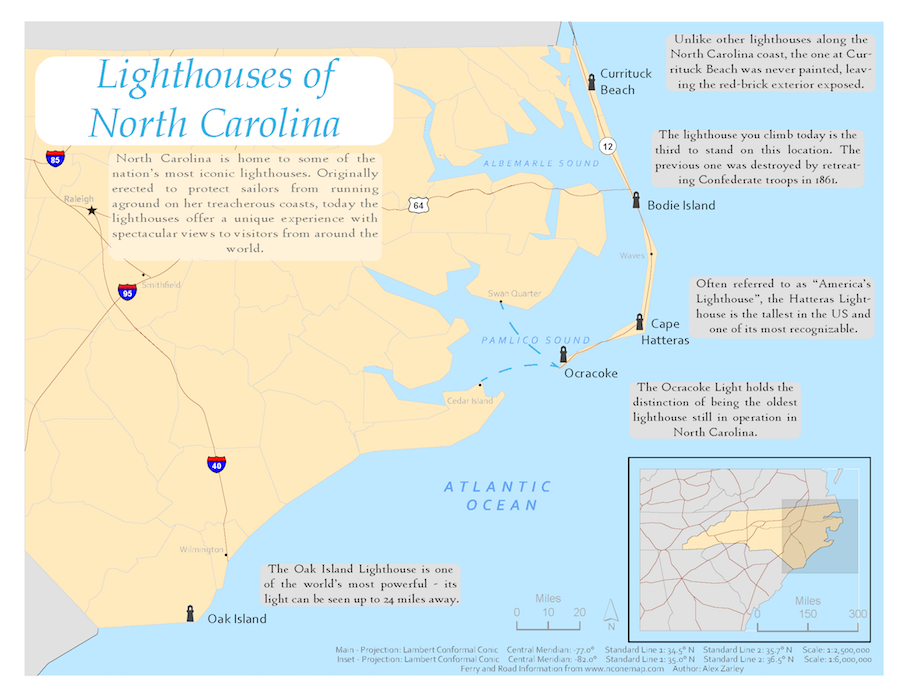 Lighthouses of
North Carolina
North Carolina is home to some of the
nation's most iconic lighthouses. Originally
erected to protect sailors from running
aground on her treacherous coasts, today the
lighthouses offer a unique experience with
spectacular views to visitors from around the
world.
Unlike other lighthouses along the
North Carolina coast, the one at Cur-
rituck Beach was never painted, leav-
ing the red-brick exterior exposed.
Currituck
Beach
12
The lighthouse you climb today is the
third to stand on this location. The
previous one was destroyed by retreat-
ing Confederate troops in 1861.
85
ALBEMARLE SOUND
Raleigh
64
Bodie Island
Waves
Smithfield
95
Swan Quarter
Often referred to as "America's
Lighthouse", the Hatteras Light-
house is the tallest in the US and
one of its most recognizable.
Cape
Hatteras
PAMLICO SOUND
Ocracoke
Cedar Island
The Ocracoke Light holds the
distinction of being the oldest
lighthouse still in operation in
North Carolina.
40
ATLANTIC
OCEAN
Wilmington
The Oak Island Lighthouse is one
of the world's most powerful - its
light can be seen up to 24 miles away.
Oak Island
Miles
0 10 20
N
Miles
0 150 300
Main - Projection: Lambert Conformal Conic Central Meridian: -77.0° Standard Line 1: 34.5° N Standard Line 2: 35.7° N Scale: 1:2,500,000
Inset - Projection: Lambert Conformal Conic Central Meridian: -82.0° Standard Line 1: 35.0° N Standard Line 2: 36.5° N Scale: 1:6,000,000
Ferry and Road Information from www.nconemap.com Author: Alex Zarley